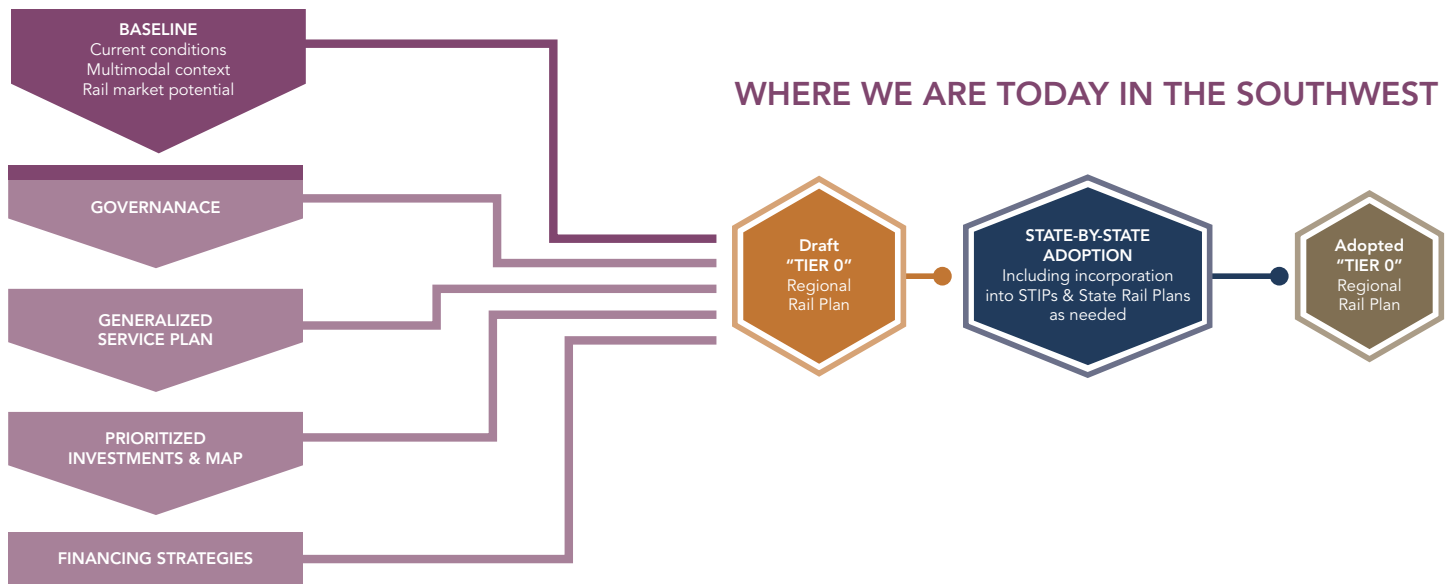 BASELINE
Current conditions
Multimodal context
Rail market potential
GOVERNANACE
GENERALIZED
SERVICE PLAN
PRIORITIZED
INVESTMENTS & MAP
FINANCING STRATEGIES
WHERE WE ARE TODAY IN THE SOUTHWEST
Draft
"TIER 0"
Regional
Rail Plan
STATE-BY-STATE
ADOPTION
Including incorporation
into STIPs & State Rail Plans
as needed
Adopted
"TIER 0"
Regional
Rail Plan